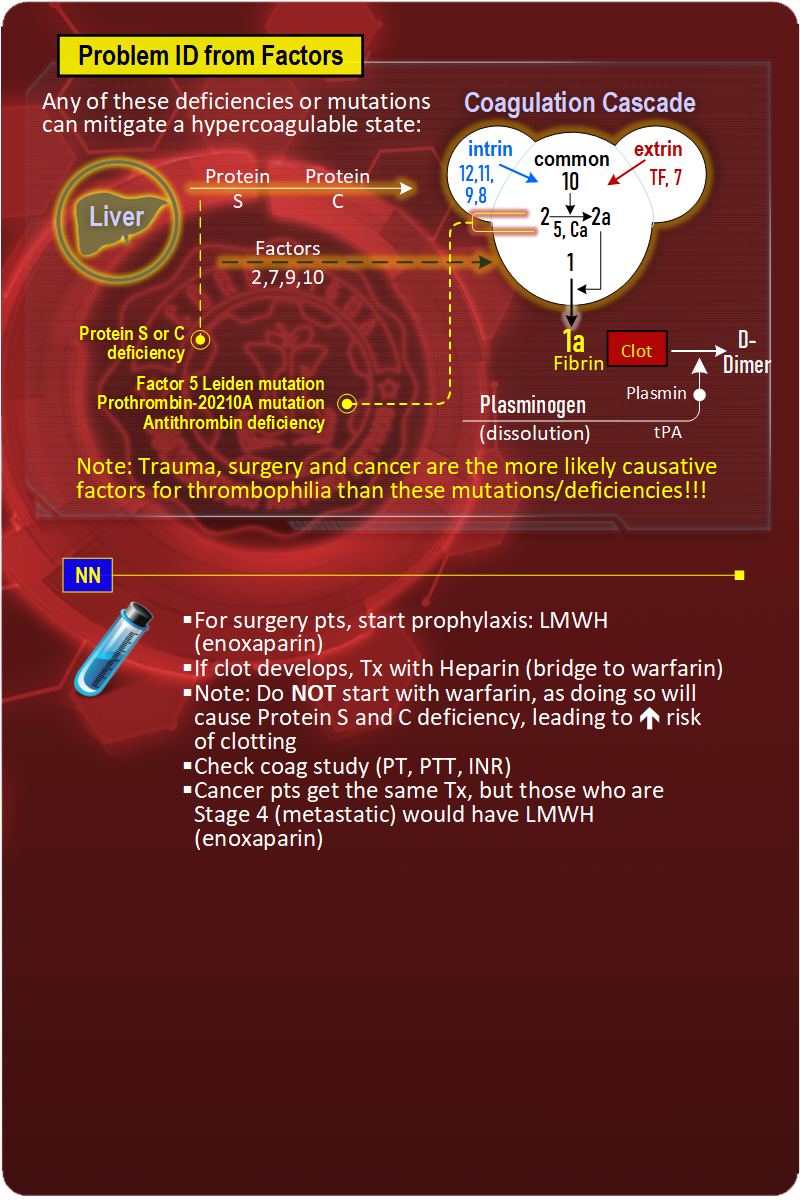 Problem ID from Factors
Any of these deficiencies or mutations
can mitigate a hypercoagulable state:
Coagulation Cascade
intrin
12,11,
9,8
common
10
extrin
TF, 7
2
2a
5, Ca
1
1a
Fibrin
Clot
D-
Dimer
Plasmin
Plasminogen
(dissolution)
tPA
Liver
Protein
S
Protein
C
Factors
2,7,9,10
Protein S or C
deficiency
Factor 5 Leiden mutation
Prothrombin-20210A mutation
Antithrombin deficiency
Note: Trauma, surgery and cancer are the more likely causative
factors for thrombophilia than these mutations/deficiencies!!!
NN
▪For surgery pts, start prophylaxis: LMWH
(enoxaparin)
▪If clot develops, Tx with Heparin (bridge to warfarin)
▪Note: Do NOT start with warfarin, as doing so will
cause Protein S and C deficiency, leading to 🡹 risk
of clotting
▪Check coag study (PT, PTT, INR)
▪Cancer pts get the same Tx, but those who are
Stage 4 (metastatic) would have LMWH
(enoxaparin)